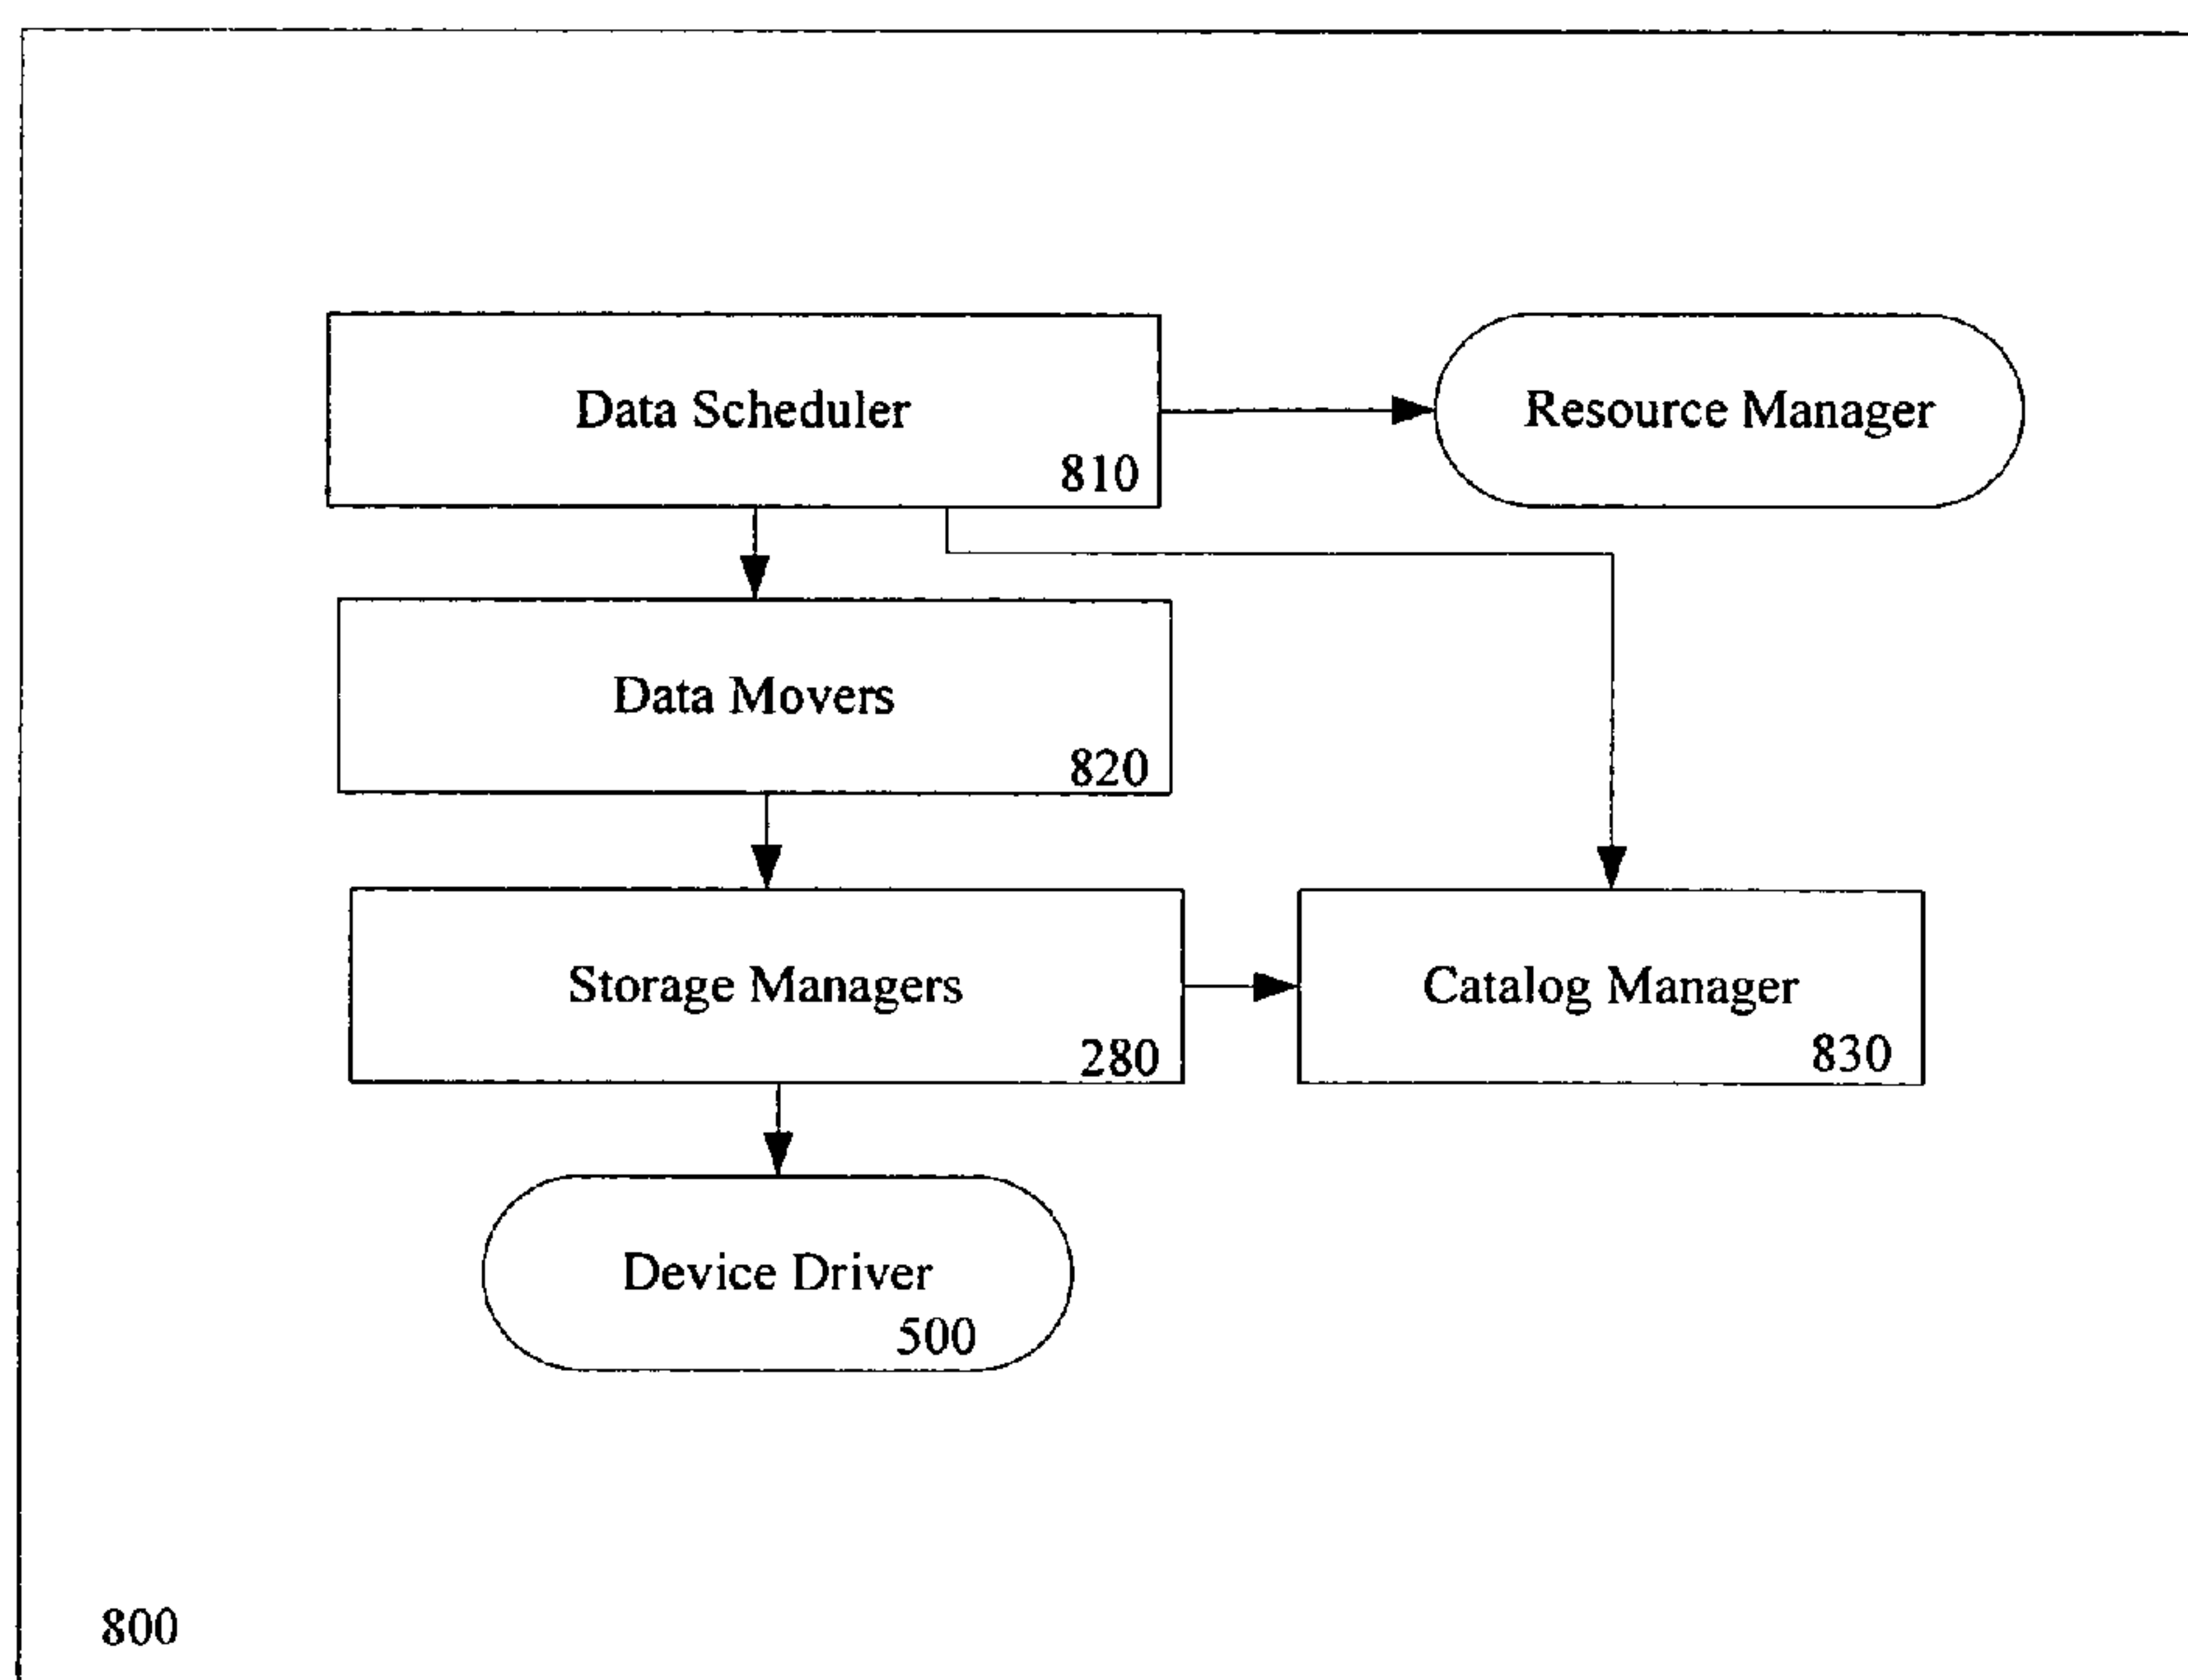 Data Scheduler
810
Resource Manager
Data Movers
820
Storage Managers
280
Catalog Manager
830
Device Driver
500
800